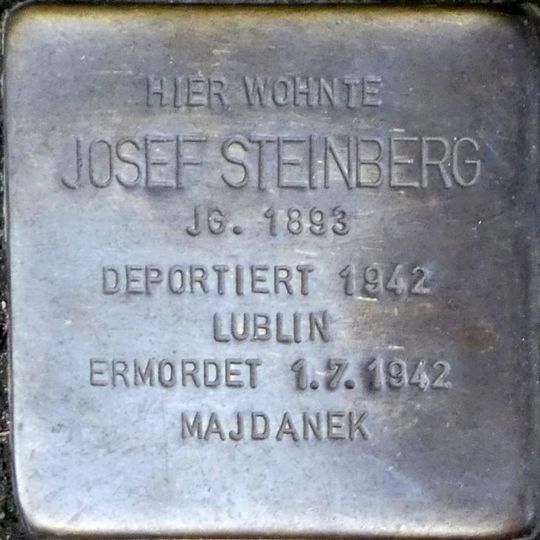 HIER WOHNTE
JOSEF STEINBERG
JG. 1893
DEPORTIERT 1942
LUBLIN
ERMORDET 1.7.1942
MAJDANEK